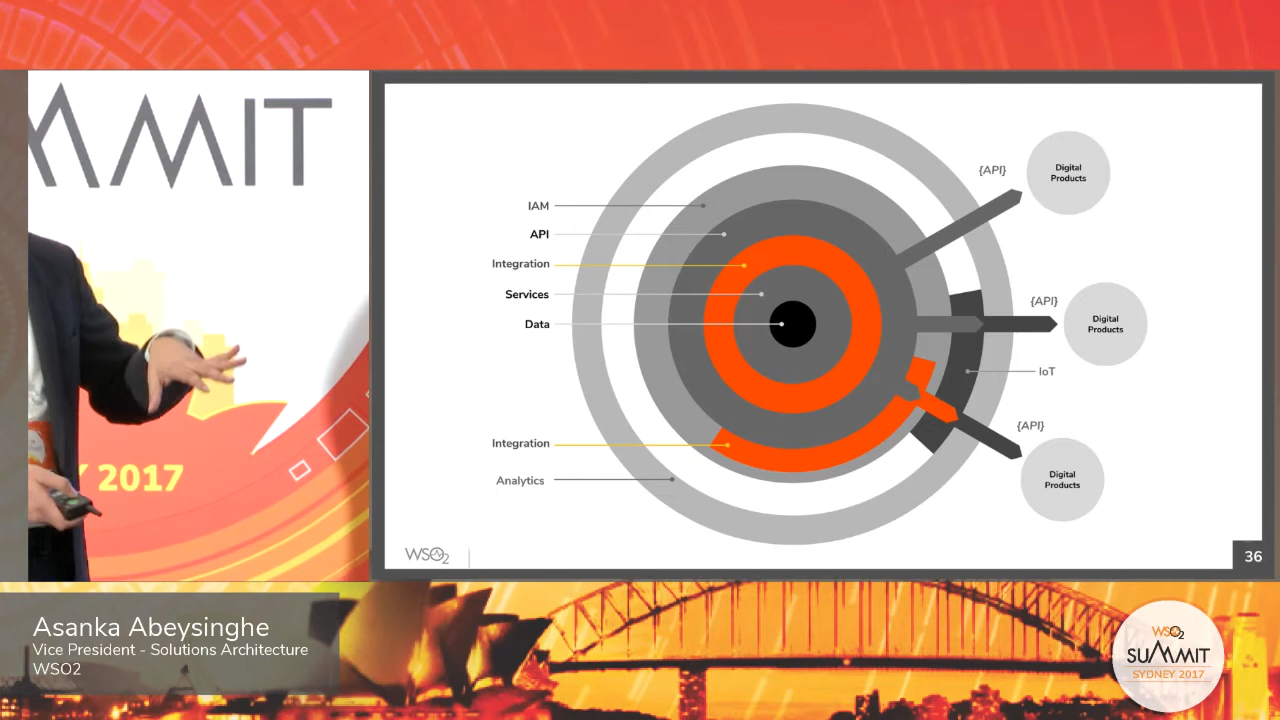 MMIT
Y 2017
IAM
API
Integration
Services
Data
Integration
Analytics
{API}
Digital
Products
{API}
Digital
Products
IoT
{API}
Digital
Products
WSO2
36
Asanka Abeysinghe
Vice President - Solutions Architecture
WSO2
WSO2
SUMMIT
SYDNEY 2017